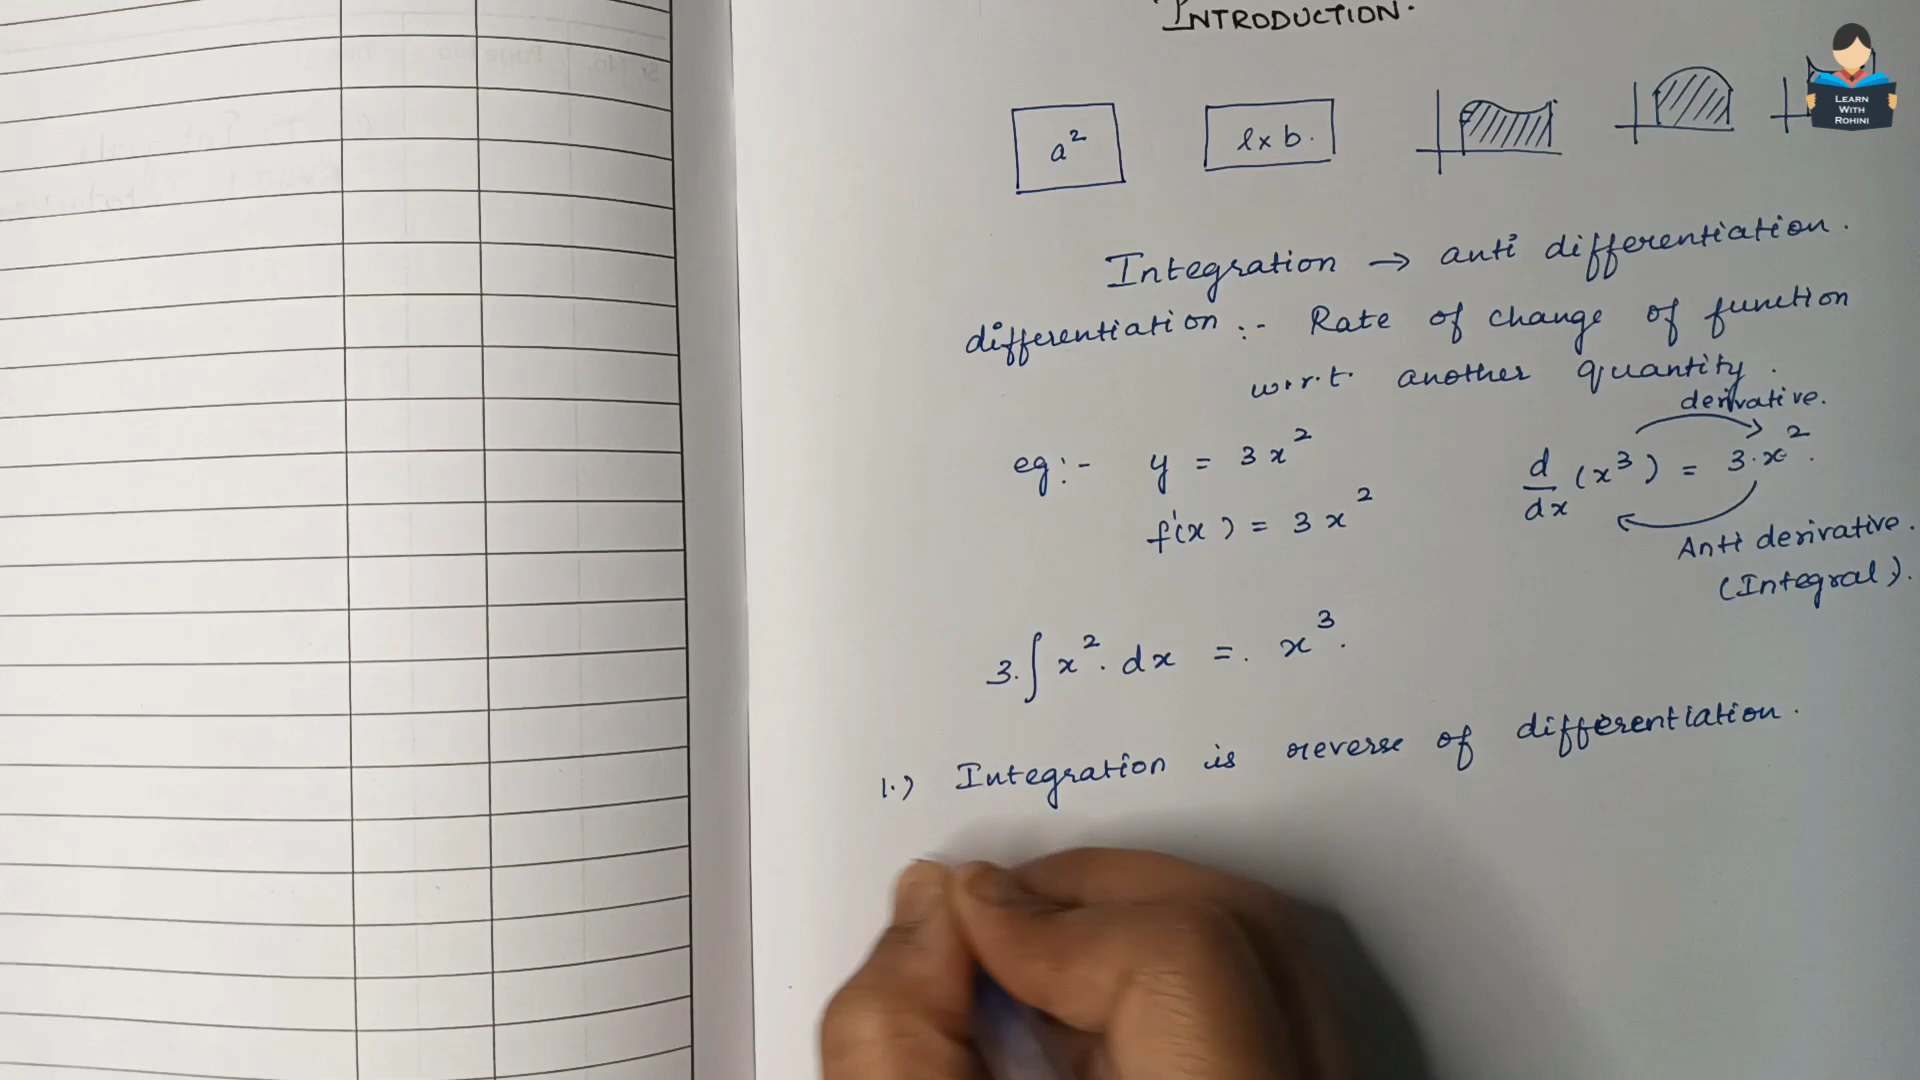 INTRODUCTION.
a² l x b.
LEARN
WITH
ROHINI
Integration → anti differentiation.
differentiation :- Rate of change of function
w.r.t. another quantity.
derivative.
eg :- y = 3x²
d/dx (x³) = 3·x².
f'(x) = 3x²
Anti derivative.
(Integral).
3.∫x².dx =. x³.
1.) Integration is reverse of differentiation.